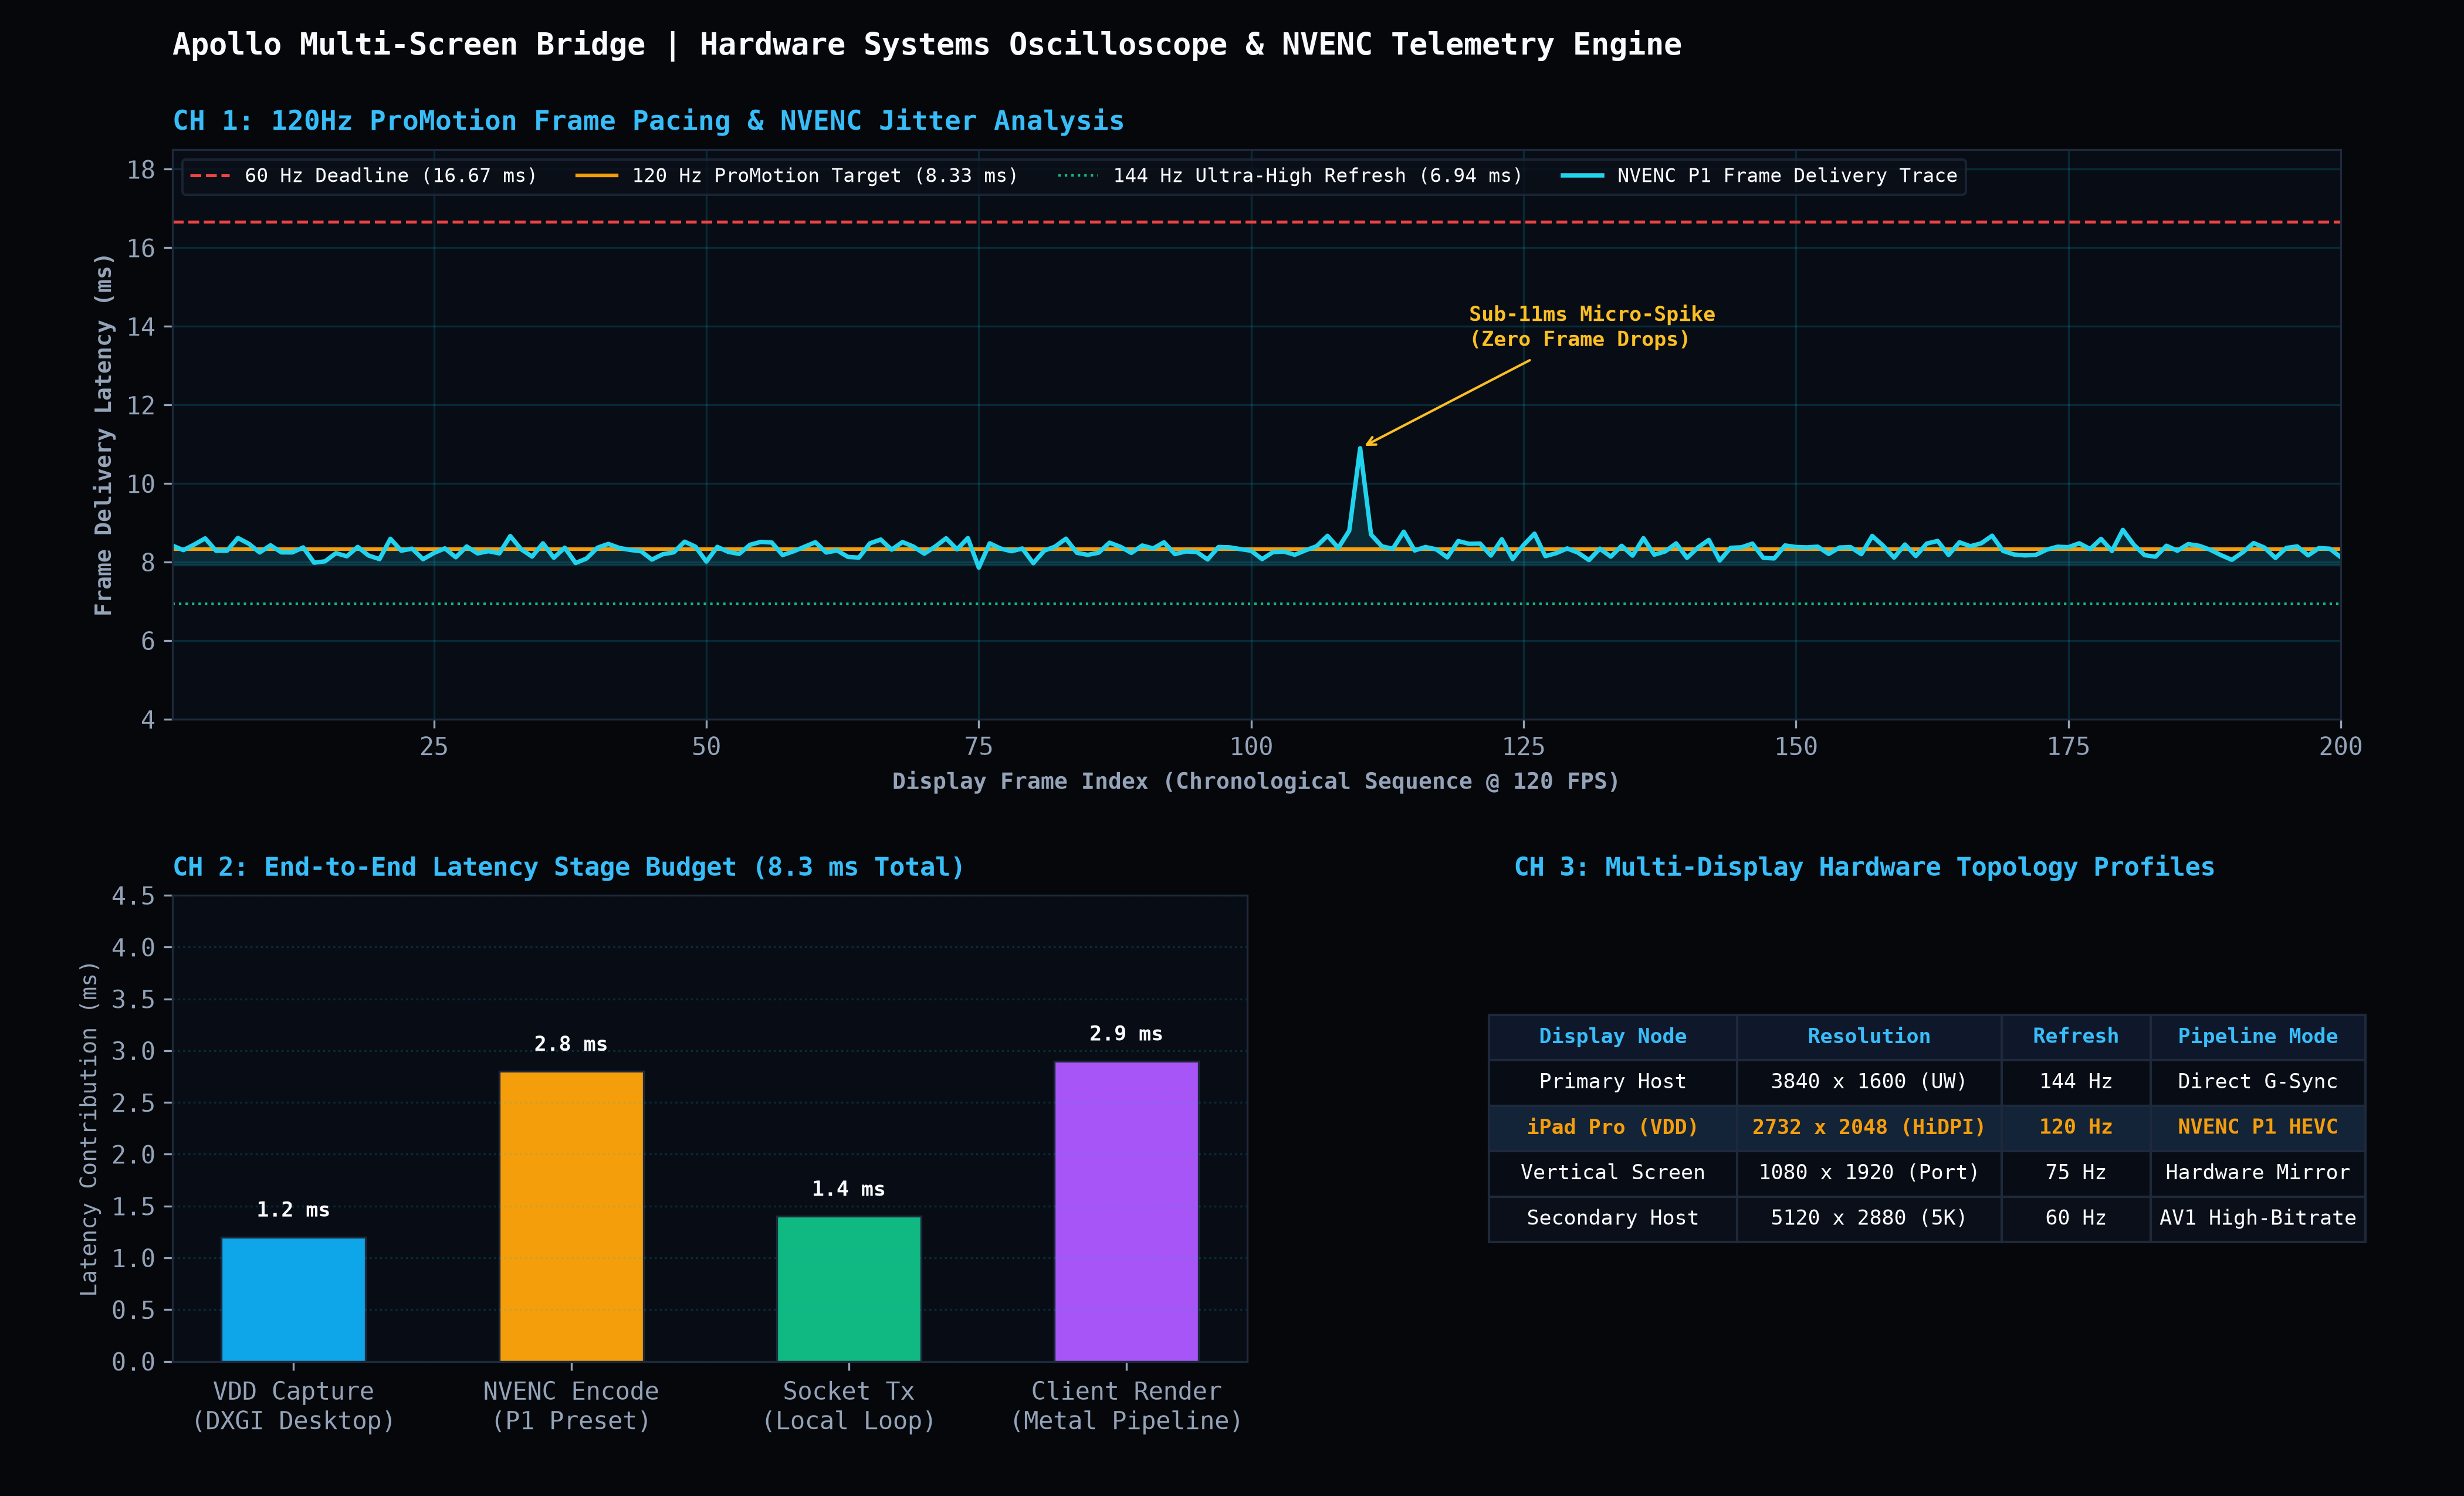 Apollo Multi-Screen Bridge | Hardware Systems Oscilloscope & NVENC Telemetry Engine
CH 1: 120Hz ProMotion Frame Pacing & NVENC Jitter Analysis
60 Hz Deadline (16.67 ms)
120 Hz ProMotion Target (8.33 ms)
144 Hz Ultra-High Refresh (6.94 ms)
NVENC P1 Frame Delivery Trace
Frame Delivery Latency (ms)
18
16
14
12
10
8
6
4
Sub-11ms Micro-Spike
(Zero Frame Drops)
25
50
75
100
125
150
175
200
Display Frame Index (Chronological Sequence @ 120 FPS)
CH 2: End-to-End Latency Stage Budget (8.3 ms Total)
Latency Contribution (ms)
4.5
4.0
3.5
3.0
2.5
2.0
1.5
1.0
0.5
0.0
1.2 ms
2.8 ms
1.4 ms
2.9 ms
VDD Capture
(DXGI Desktop)
NVENC Encode
(P1 Preset)
Socket Tx
(Local Loop)
Client Render
(Metal Pipeline)
CH 3: Multi-Display Hardware Topology Profiles
Display Node Resolution Refresh Pipeline Mode
Primary Host 3840 x 1600 (UW) 144 Hz Direct G-Sync
iPad Pro (VDD) 2732 x 2048 (HiDPI) 120 Hz NVENC P1 HEVC
Vertical Screen 1080 x 1920 (Port) 75 Hz Hardware Mirror
Secondary Host 5120 x 2880 (5K) 60 Hz AV1 High-Bitrate